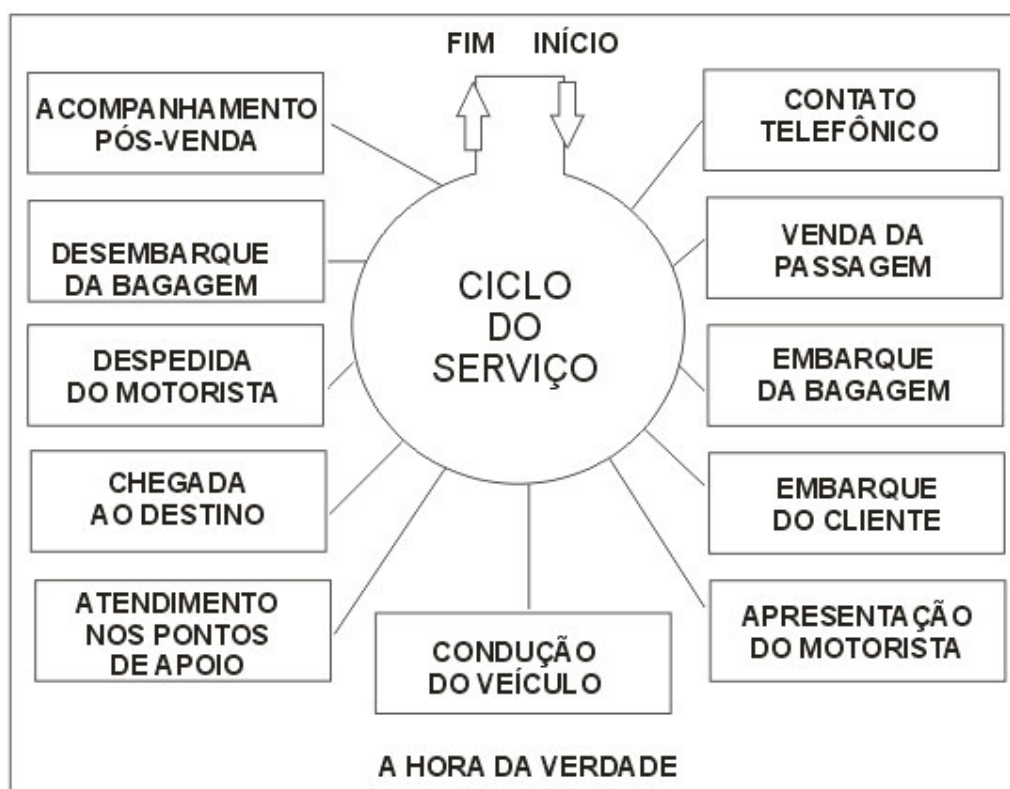 FIM INÍCIO
CONTATO
TELEFÔNICO
VENDA DA
PASSAGEM
EMBARQUE
DA BAGAGEM
EMBARQUE
DO CLIENTE
APRESENTAÇÃO
DO MOTORISTA
CONDUÇÃO
DO VEÍCULO
ATENDIMENTO
NOS PONTOS
DE APOIO
CHEGADA
AO DESTINO
DESPEDIDA
DO MOTORISTA
DESEMBARQUE
DA BAGAGEM
ACOMPANHAMENTO
PÓS-VENDA
CICLO
DO
SERVIÇO
A HORA DA VERDADE